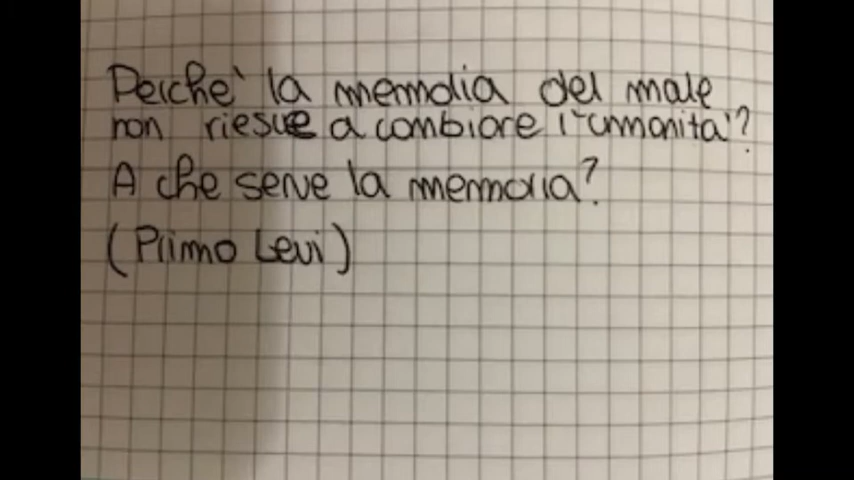 Perche' la memoria del male
non riesce a cambiare l'umanita'?
A che serve la memoria?
(Primo Levi)